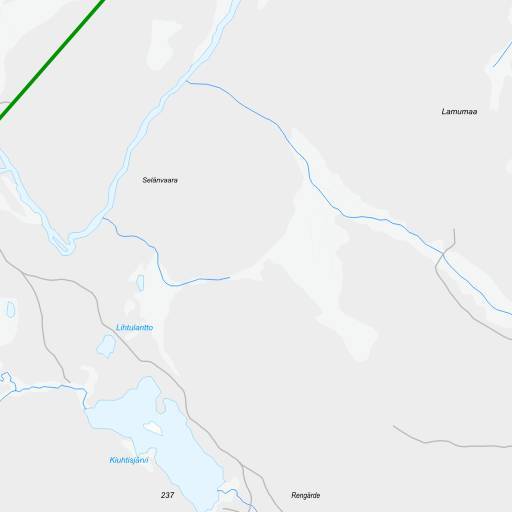 Lamumaa
Selänvaara
Lihtulantto
Kiuhtisjärvi
237
Rengärde